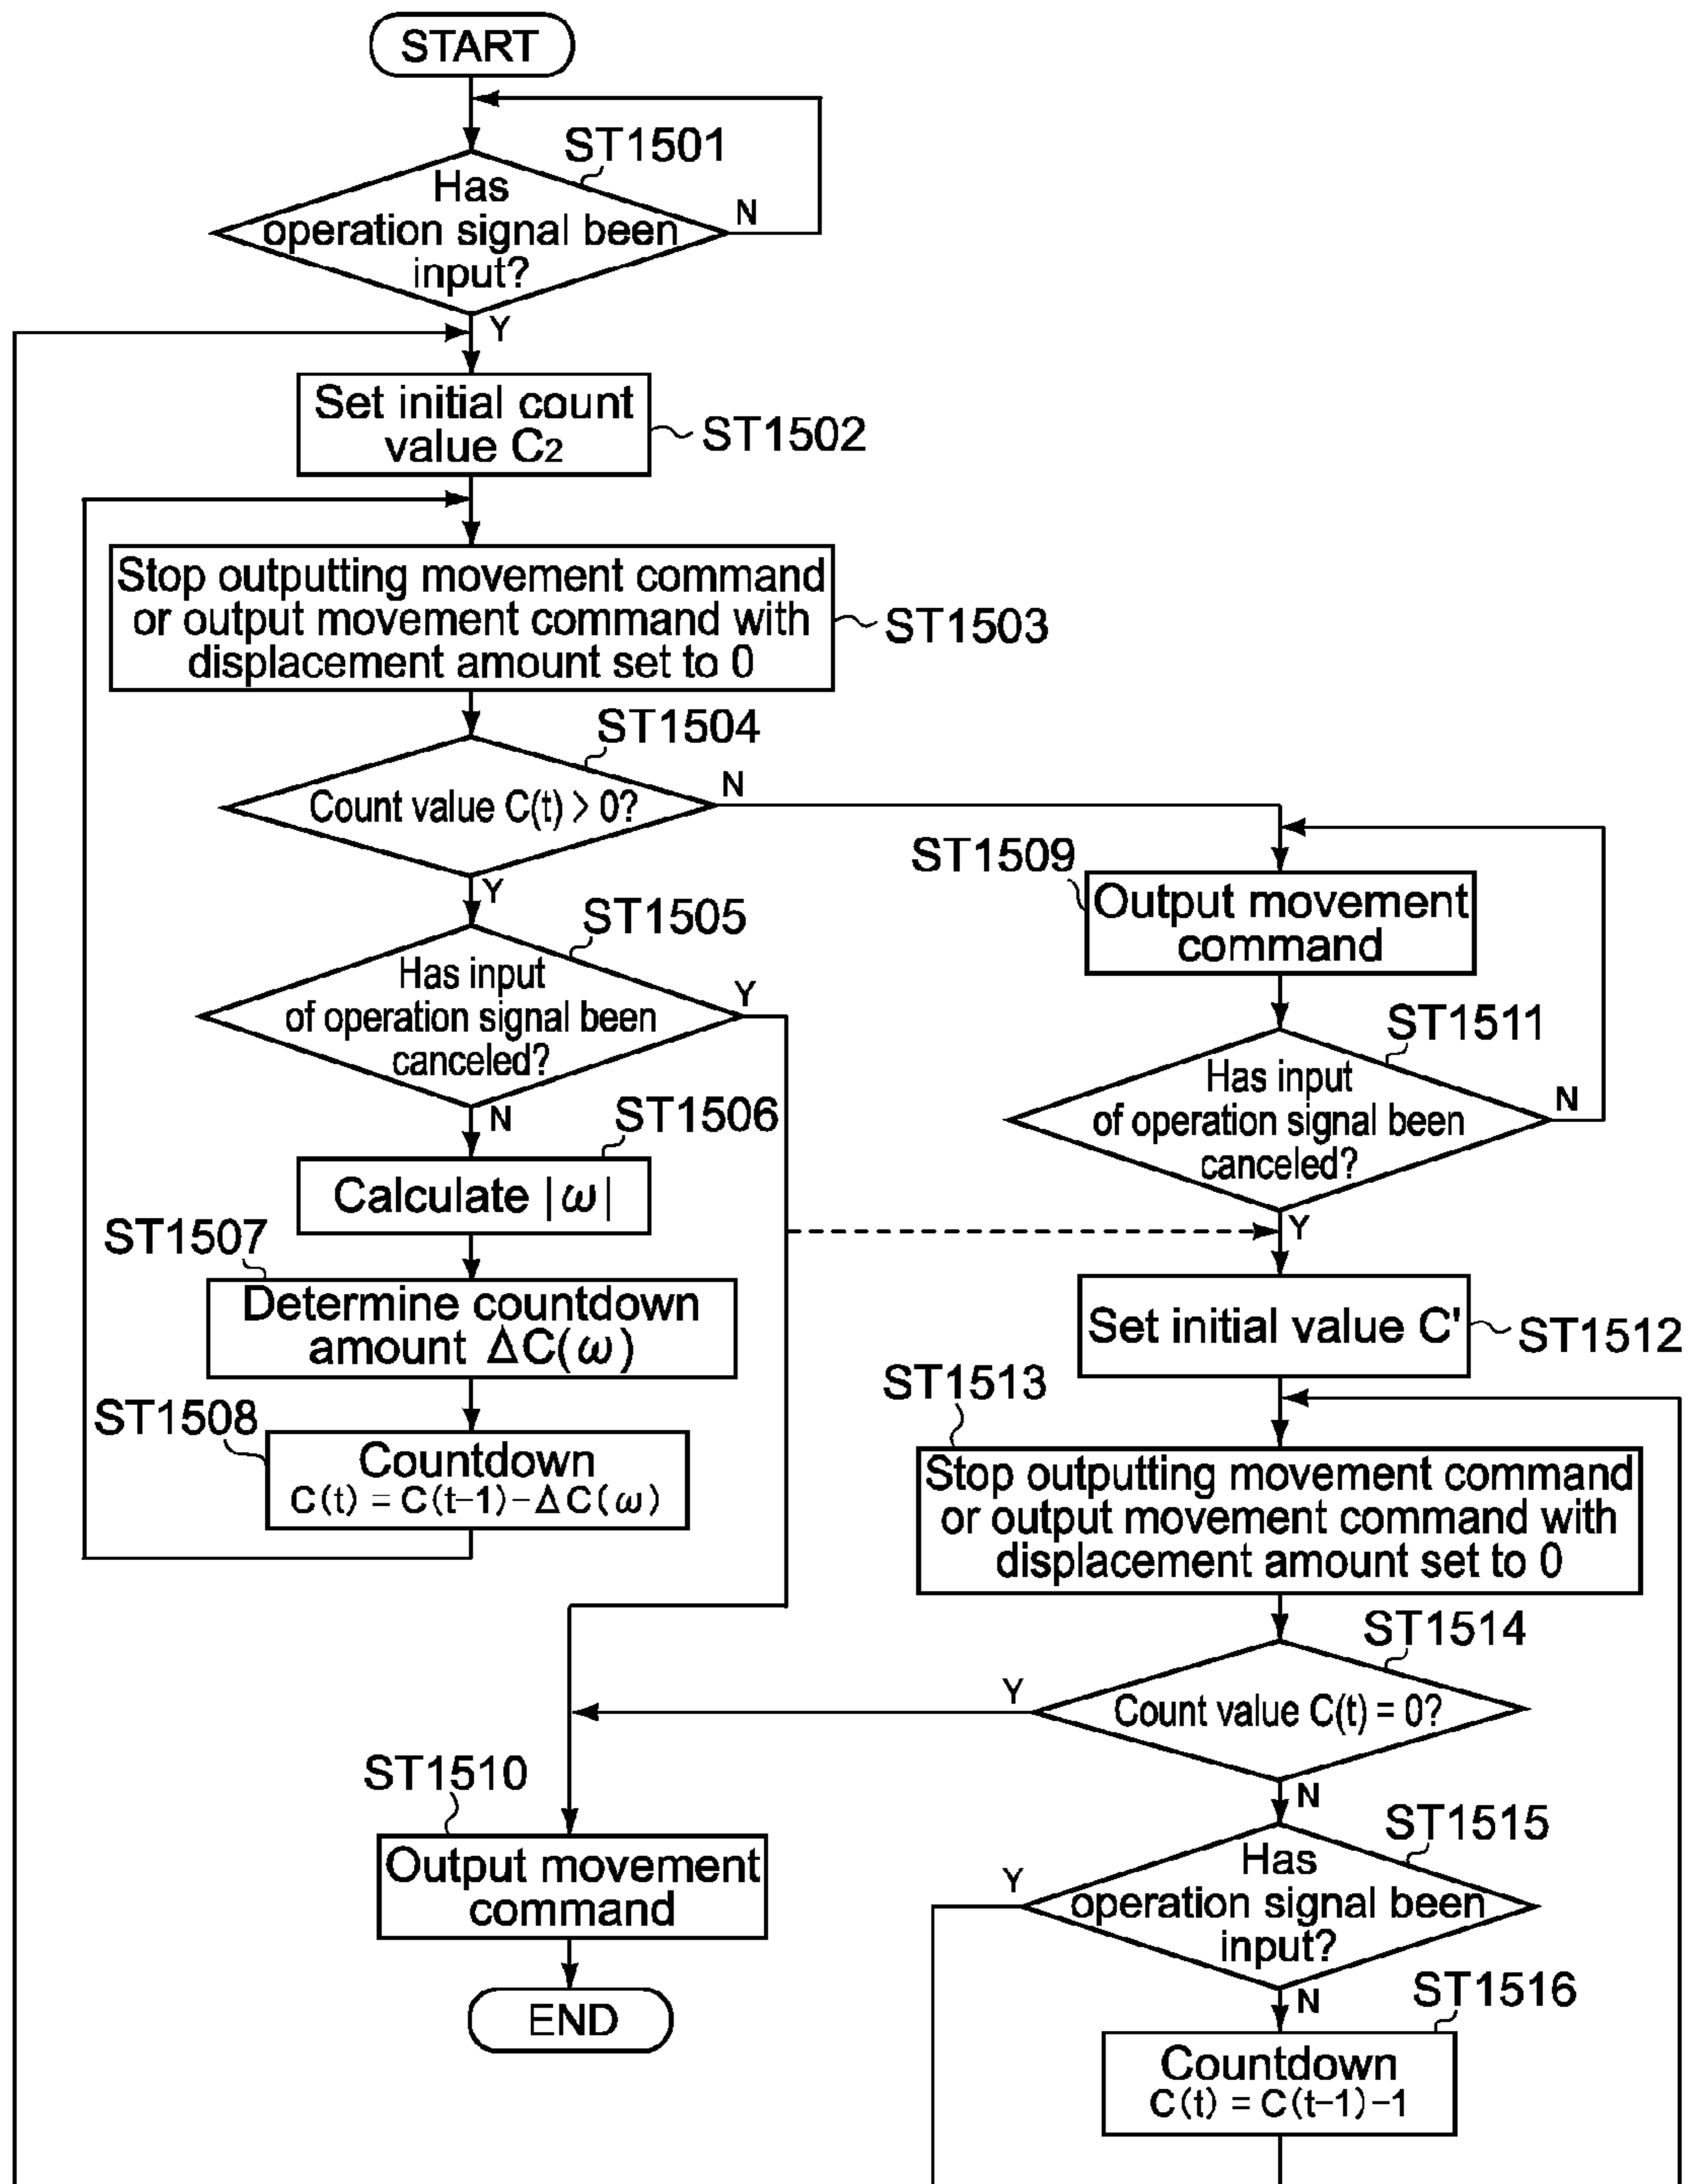 START
ST1501
Has
operation signal been
input?
N
Y
Set initial count
value C2
ST1502
Stop outputting movement command
or output movement command with
displacement amount set to 0
ST1503
ST1504
Count value C(t) > 0?
N
Y
ST1505
Has input
of operation signal been
canceled?
Y
N
ST1506
Calculate |ω|
ST1507
Determine countdown
amount ΔC(ω)
ST1508
Countdown
C(t) = C(t-1)-ΔC(ω)
ST1509
Output movement
command
ST1511
Has input
of operation signal been
canceled?
N
Y
Set initial value C'
ST1512
ST1513
Stop outputting movement command
or output movement command with
displacement amount set to 0
ST1514
Count value C(t) = 0?
Y
N
ST1510
Output movement
command
END
ST1515
Has
operation signal been
input?
Y
N
ST1516
Countdown
C(t) = C(t-1)-1